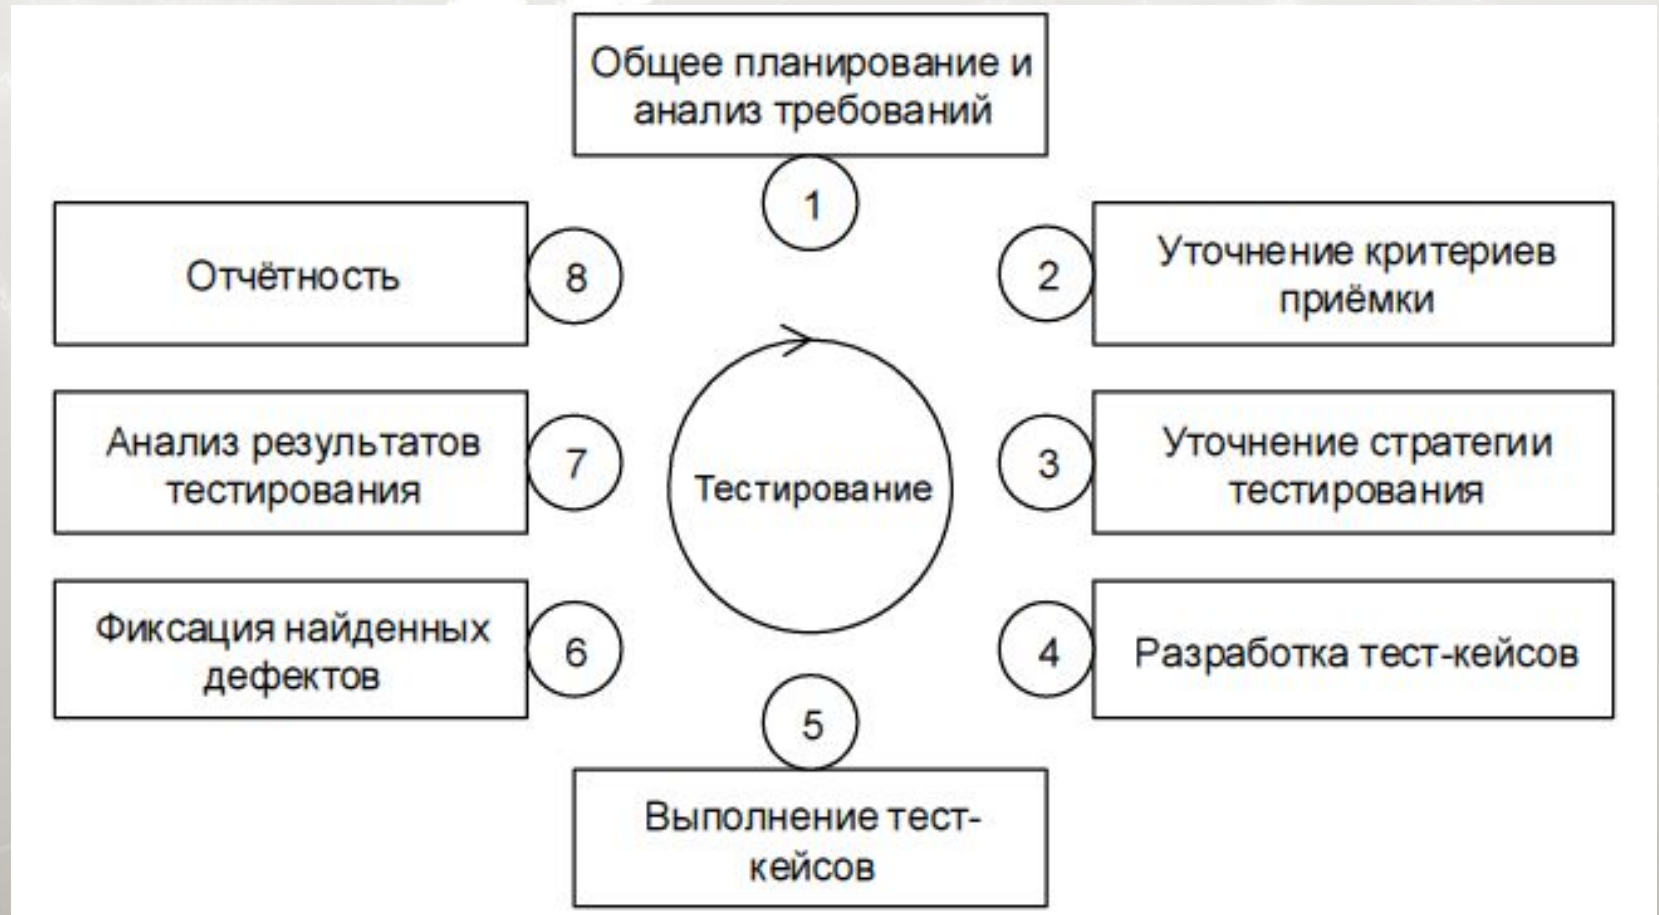 Общее планирование и
анализ требований
1
2
Уточнение критериев
приёмки
3
Уточнение стратегии
тестирования
4
Разработка тест-кейсов
5
Выполнение тест-
кейсов
6
Фиксация найденных
дефектов
7
Анализ результатов
тестирования
8
Отчётность
Тестирование